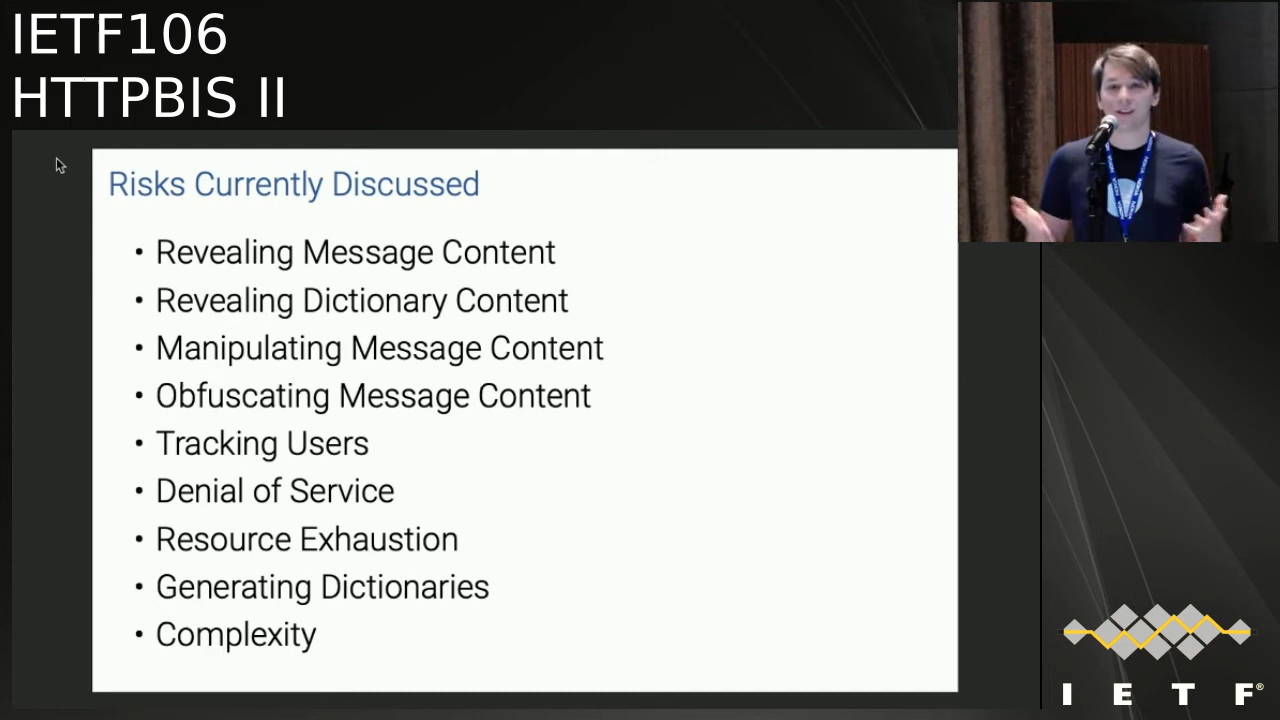 IETF106
HTTPBIS II
Risks Currently Discussed
• Revealing Message Content
• Revealing Dictionary Content
• Manipulating Message Content
• Obfuscating Message Content
• Tracking Users
• Denial of Service
• Resource Exhaustion
• Generating Dictionaries
• Complexity
I E T F®